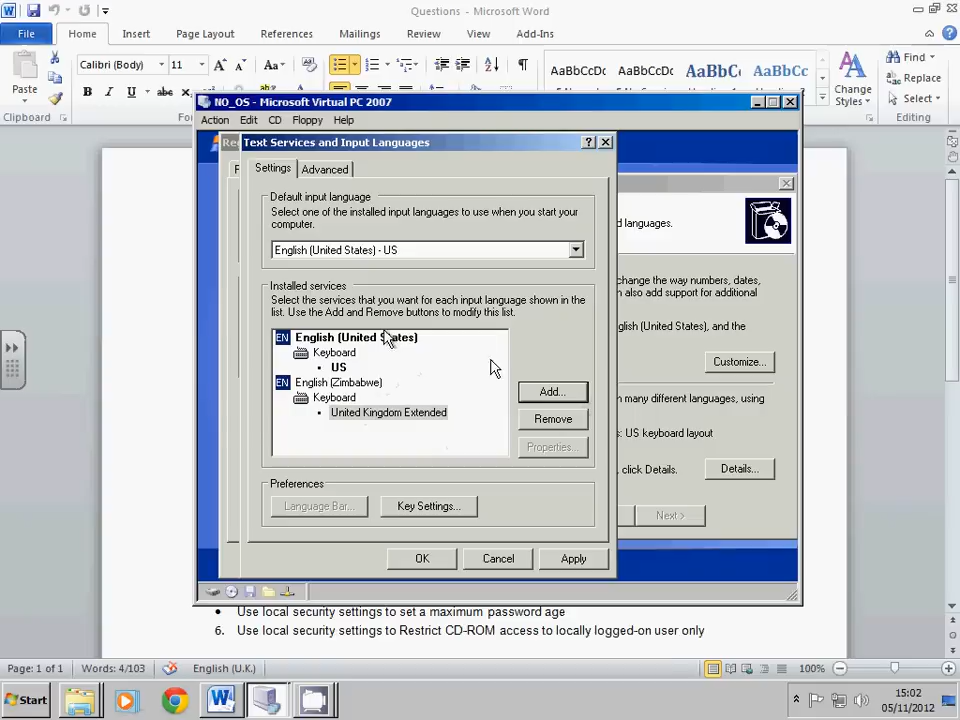 Questions - Microsoft Word
File
Home
Insert
Page Layout
References
Mailings
Review
View
Add-Ins
Paste
Clipboard
Calibri (Body)
11
Aa
B I U abc
AaBbCcDc
AaBbCcDc
AaBbC
AaBbCc
Change
Styles
Find
Replace
Select
Editing
NO_OS - Microsoft Virtual PC 2007
Action
Edit
CD
Floppy
Help
Text Services and Input Languages
Settings
Advanced
Default input language
Select one of the installed input languages to use when you start your
computer.
English (United States) - US
Installed services
Select the services that you want for each input language shown in the
list. Use the Add and Remove buttons to modify this list.
EN English (United States)
Keyboard
• US
EN English (Zimbabwe)
Keyboard
• United Kingdom Extended
Add...
Remove
Properties...
Preferences
Language Bar...
Key Settings...
OK
Cancel
Apply
d languages.
change the way numbers, dates,
n also add support for additional
glish (United States), and the
Customize...
n many different languages, using
s: US keyboard layout
, click Details.
Details...
Next >
• Use local security settings to set a maximum password age
6. Use local security settings to Restrict CD-ROM access to locally logged-on user only
Page: 1 of 1
Words: 4/103
English (U.K.)
100%
Start
15:02
05/11/2012